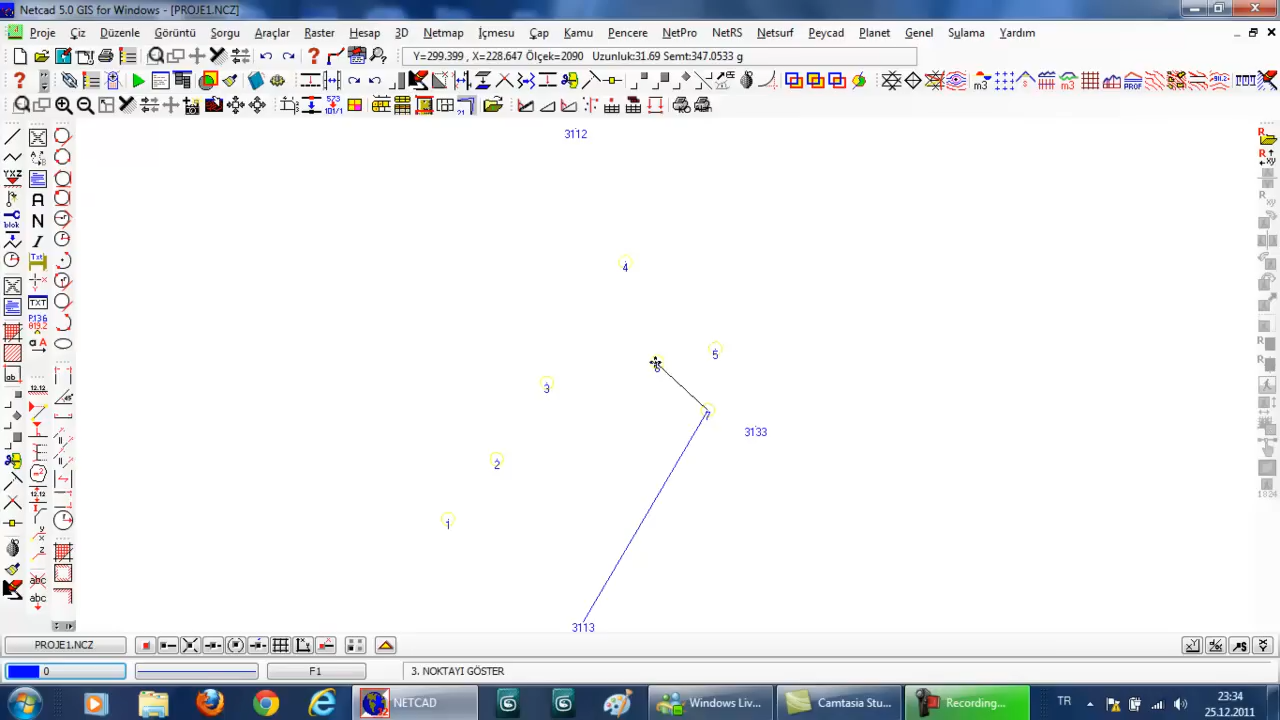 Netcad 5.0 GIS for Windows - [PROJE1.NCZ]
Proje Çiz Düzenle Görüntü Sorgu Araçlar Raster Hesap 3D Netmap İçmesu Çap Kamu Pencere NetPro NetRS Netsurf Peycad Planet Genel Sulama Yardım
Y=299.399 , X=228.647 Ölçek=2090 Uzunluk:31.69 Semt:347.0533 g
3112
4
5
6
3
7
3133
2
1
3113
PROJE1.NCZ
0
F1
3. NOKTAYI GÖSTER
NETCAD
Windows Liv...
Camtasia Stu...
Recording...
TR
23:34
25.12.2011